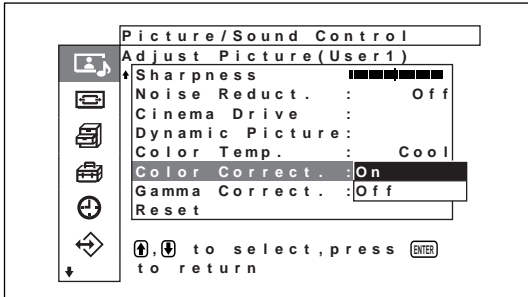 Picture/Sound Control
Adjust Picture(User1)
Sharpness
Noise Reduct. : Off
Cinema Drive :
Dynamic Picture:
Color Temp. : Cool
Color Correct. :On
Gamma Correct. :Off
Reset
↑,↓ to select,press ENTER
to return